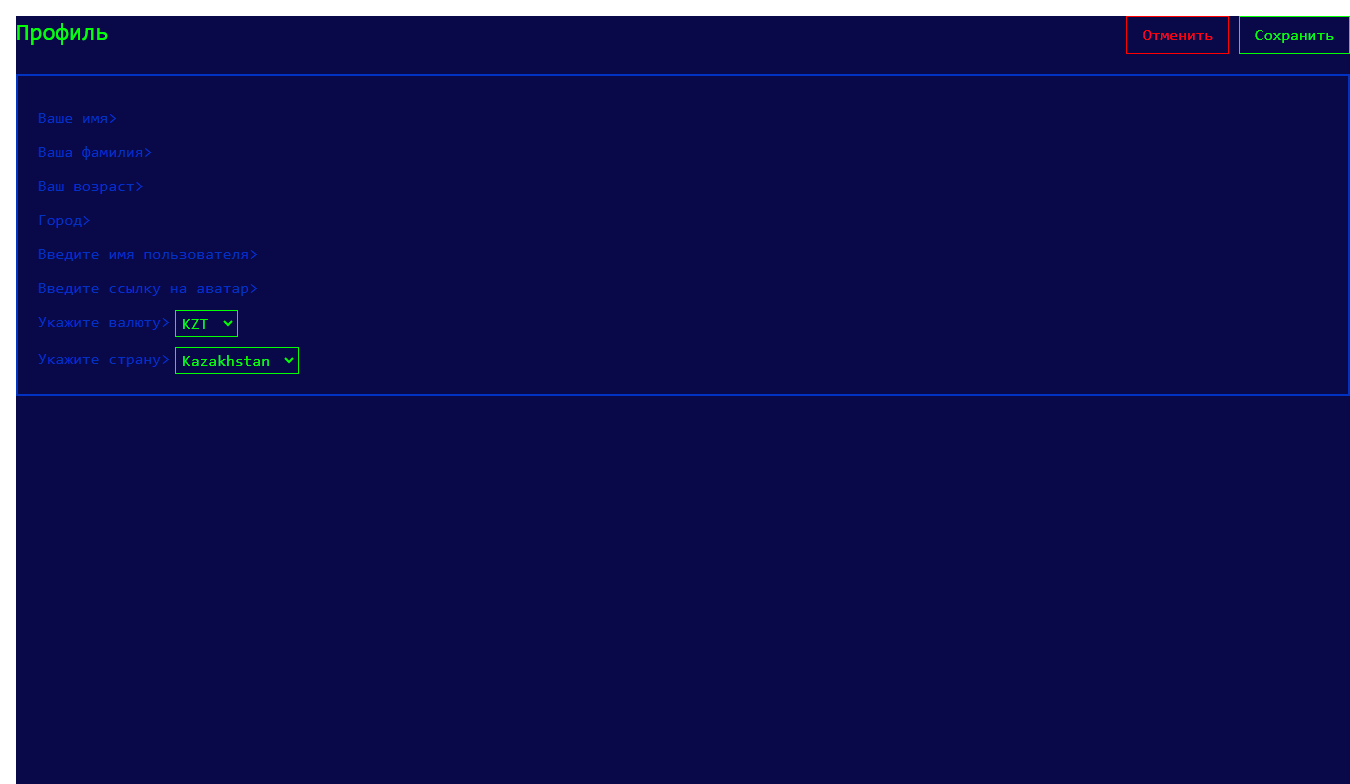 Профиль
Отменить
Сохранить
Ваше имя>
Ваша фамилия>
Ваш возраст>
Город>
Введите имя пользователя>
Введите ссылку на аватар>
Укажите валюту> KZT
Укажите страну> Kazakhstan